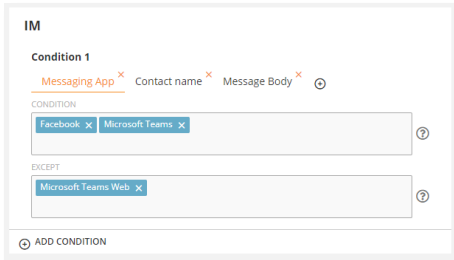 IM
Condition 1
Messaging App × Contact name × Message Body ×
CONDITION
Facebook × Microsoft Teams ×
?
EXCEPT
Microsoft Teams Web ×
?
ADD CONDITION